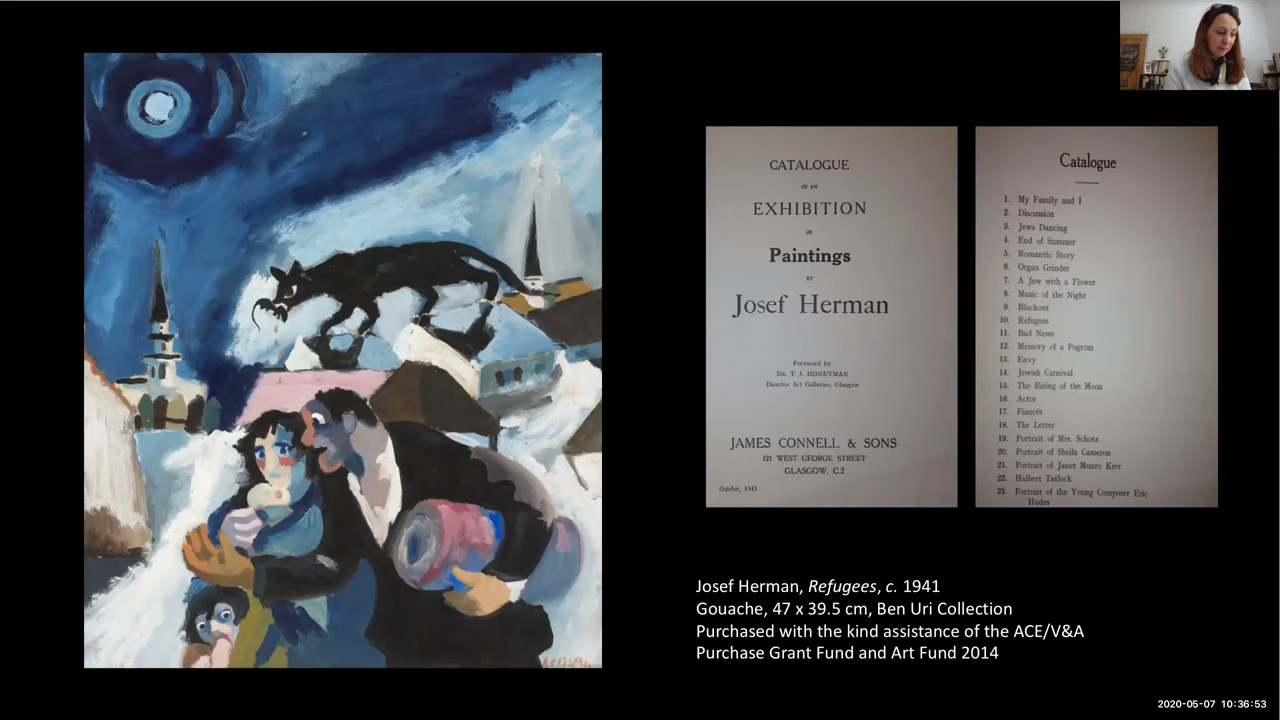 CATALOGUE
OF AN
EXHIBITION
OF
Paintings
BY
Josef Herman
Foreword by
DR. T. J. HONEYMAN
Director Art Galleries, Glasgow
JAMES CONNELL & SONS
121 WEST GEORGE STREET
GLASGOW, C.2
October, 1941
Catalogue
1. My Family and I
2. Discussion
3. Jews Dancing
4. End of Summer
5. Romantic Story
6. Organ Grinder
7. A Jew with a Flower
8. Music of the Night
9. Blackout
10. Refugees
11. Bad News
12. Memory of a Pogrom
13. Envy
14. Jewish Carnival
15. The Rising of the Moon
16. Actor
17. Fiancés
18. The Letter
19. Portrait of Mrs. Schotz
20. Portrait of Sheila Cameron
21. Portrait of Janet Munro Kerr
22. Halbert Tatlock
23. Portrait of the Young Composer Eric
Hudes
Josef Herman, Refugees, c. 1941
Gouache, 47 x 39.5 cm, Ben Uri Collection
Purchased with the kind assistance of the ACE/V&A
Purchase Grant Fund and Art Fund 2014
2020-05-07 10:36:53